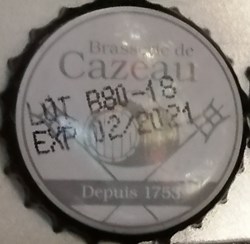 Brasserie de
Cazeau
LOT B80-18
EXP 02/2021
Depuis 1753